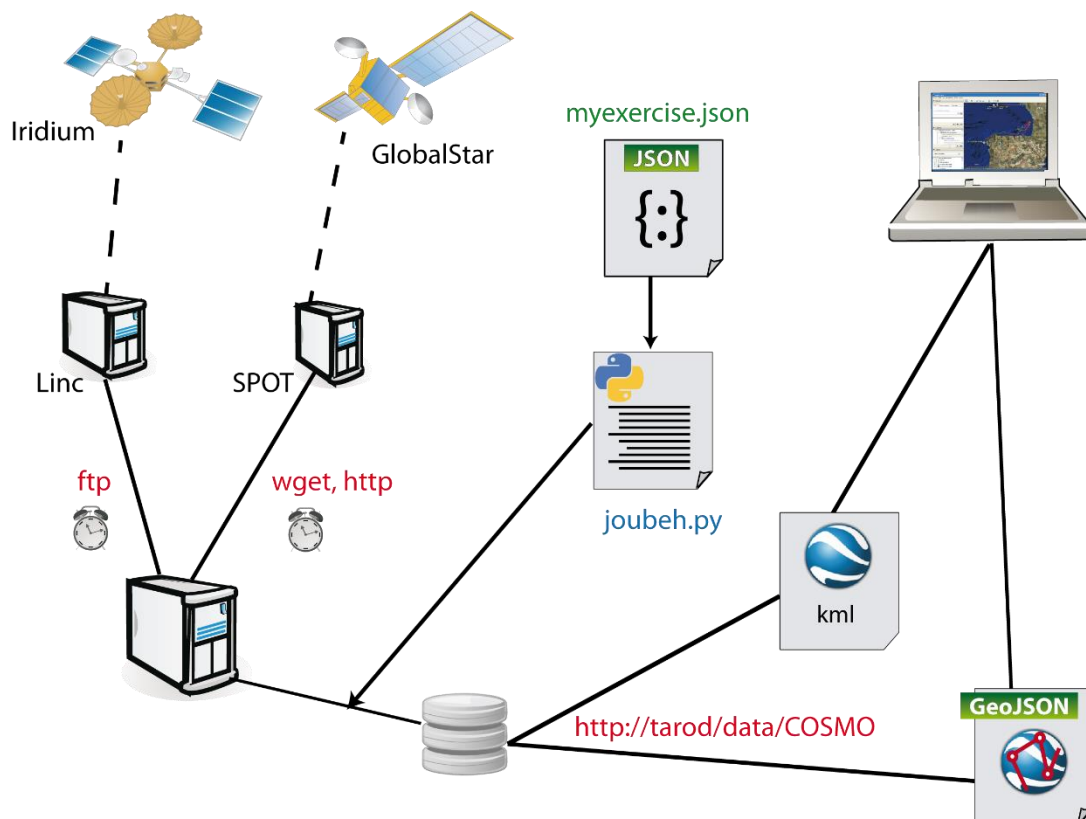 Iridium
GlobalStar
myexercise.json
JSON
{:}
Linc
SPOT
ftp
wget, http
joubeh.py
kml
http://tarod/data/COSMO
GeoJSON